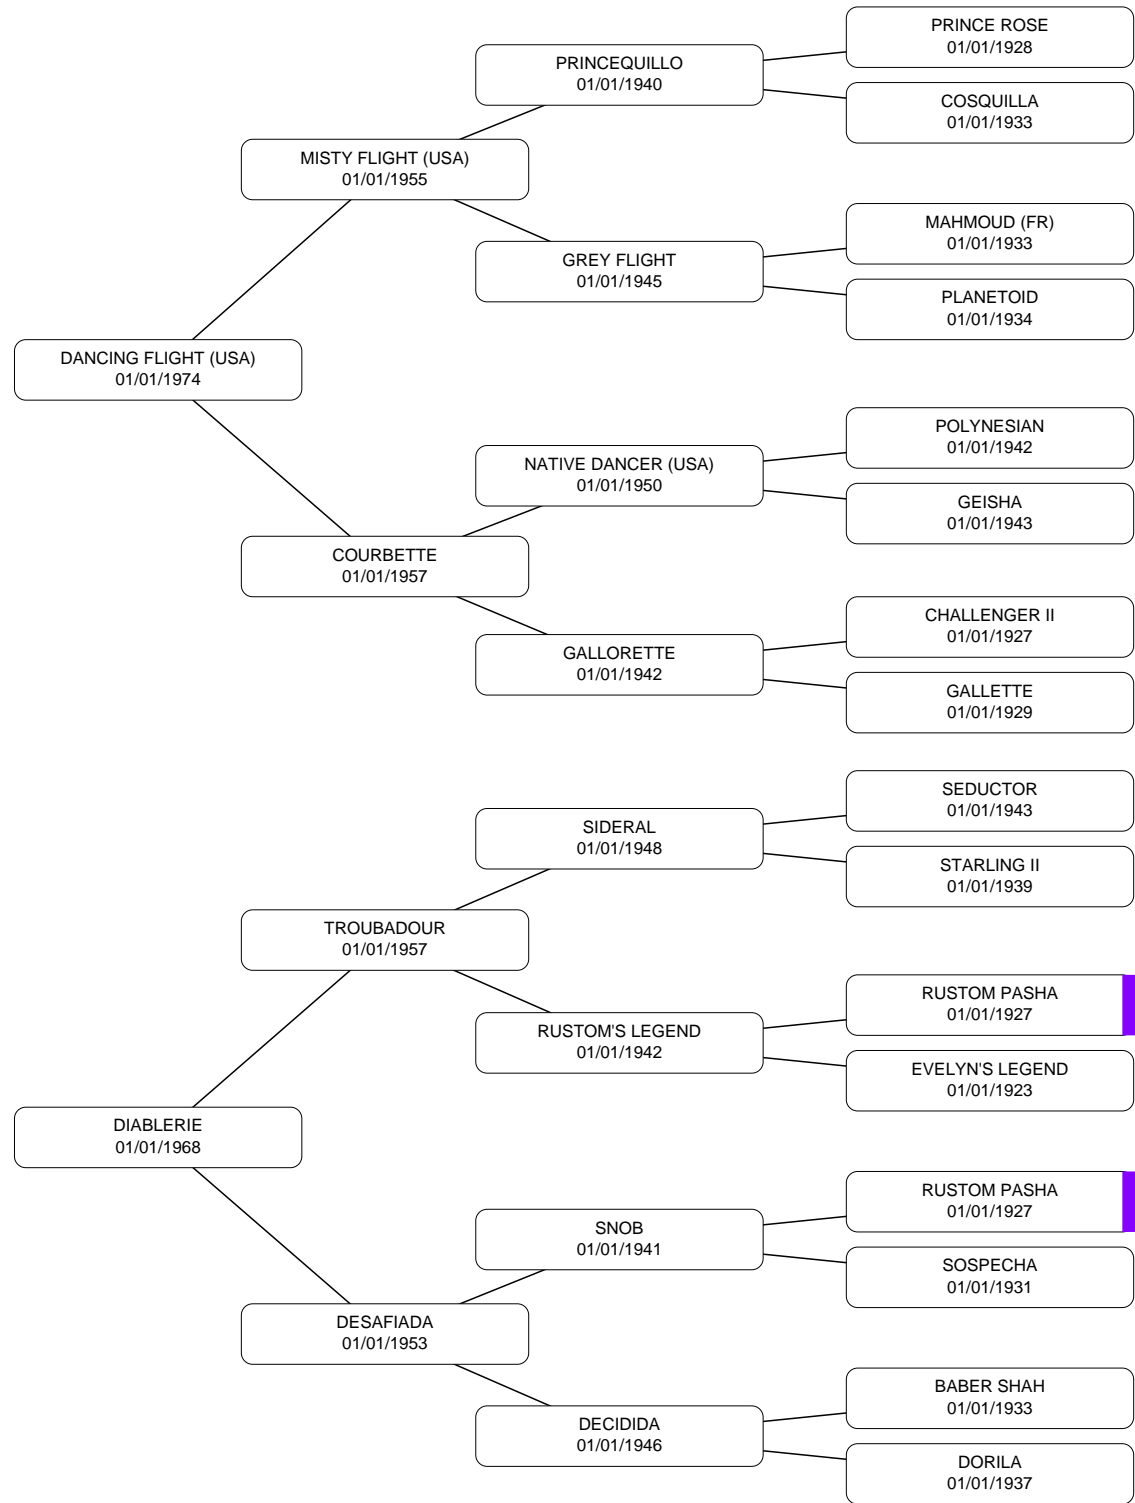 PRINCE ROSE
01/01/1928
PRINCEQUILLO
01/01/1940
COSQUILLA
01/01/1933
MISTY FLIGHT (USA)
01/01/1955
MAHMOUD (FR)
01/01/1933
GREY FLIGHT
01/01/1945
PLANETOID
01/01/1934
DANCING FLIGHT (USA)
01/01/1974
POLYNESIAN
01/01/1942
NATIVE DANCER (USA)
01/01/1950
GEISHA
01/01/1943
COURBETTE
01/01/1957
CHALLENGER II
01/01/1927
GALLORETTE
01/01/1942
GALLETTE
01/01/1929
SEDUCTOR
01/01/1943
SIDERAL
01/01/1948
STARLING II
01/01/1939
TROUBADOUR
01/01/1957
RUSTOM PASHA
01/01/1927
RUSTOM'S LEGEND
01/01/1942
EVELYN'S LEGEND
01/01/1923
DIABLERIE
01/01/1968
RUSTOM PASHA
01/01/1927
SNOB
01/01/1941
SOSPECHA
01/01/1931
DESAFIADA
01/01/1953
BABER SHAH
01/01/1933
DECIDIDA
01/01/1946
DORILA
01/01/1937